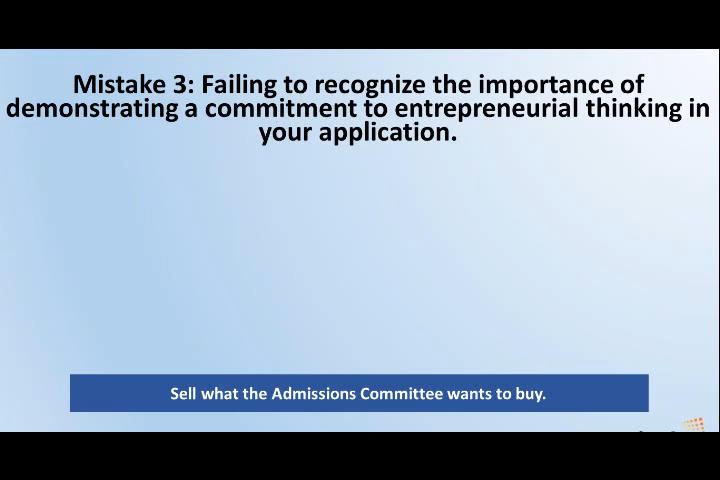 Mistake 3: Failing to recognize the importance of
demonstrating a commitment to entrepreneurial thinking in
your application.
Sell what the Admissions Committee wants to buy.